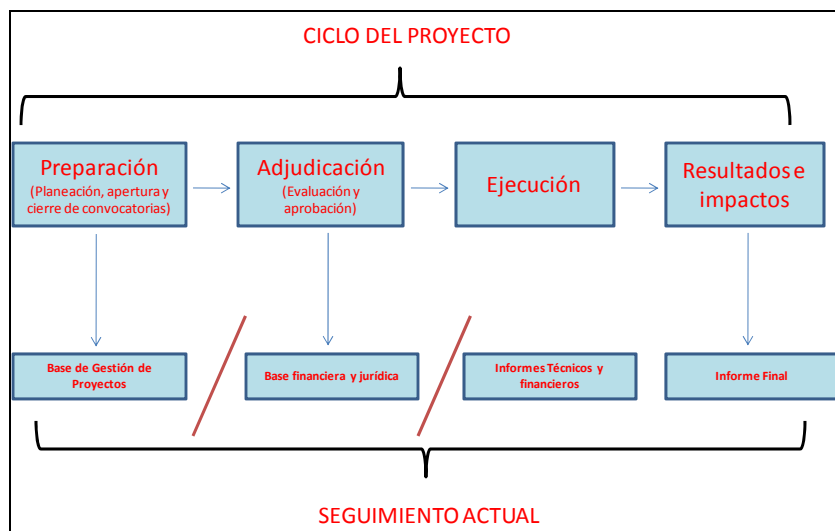 CICLO DEL PROYECTO
Preparación
(Planeación, apertura y
cierre de convocatorias)
Adjudicación
(Evaluación y
aprobación)
Ejecución
Resultados e
impactos
Base de Gestión de
Proyectos
Base financiera y jurídica
Informes Técnicos y
financieros
Informe Final
SEGUIMIENTO ACTUAL